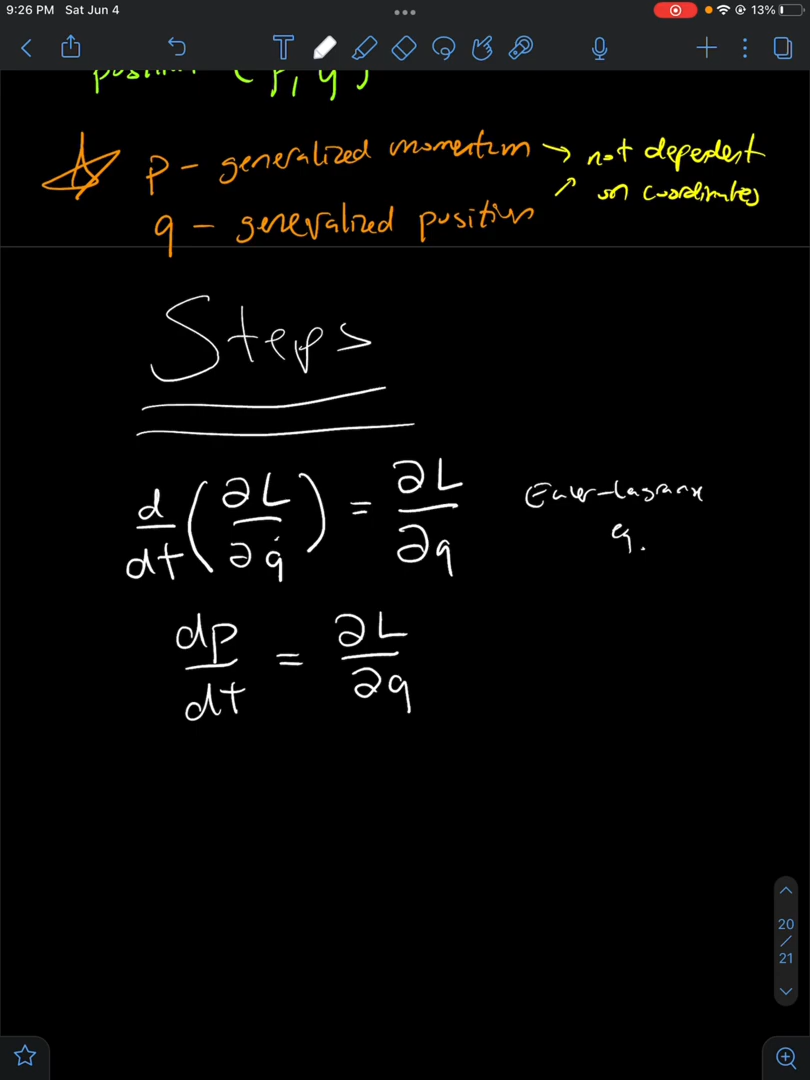 9:26 PM Sat Jun 4
13%
T
position (p, q)
p - generalized momentum → not dependent
q - generalized position ↗ on coordinates
Steps
d/dt (∂L/∂q̇) = ∂L/∂q Euler-Lagrange
q.
dp/dt = ∂L/∂q
20
/
21